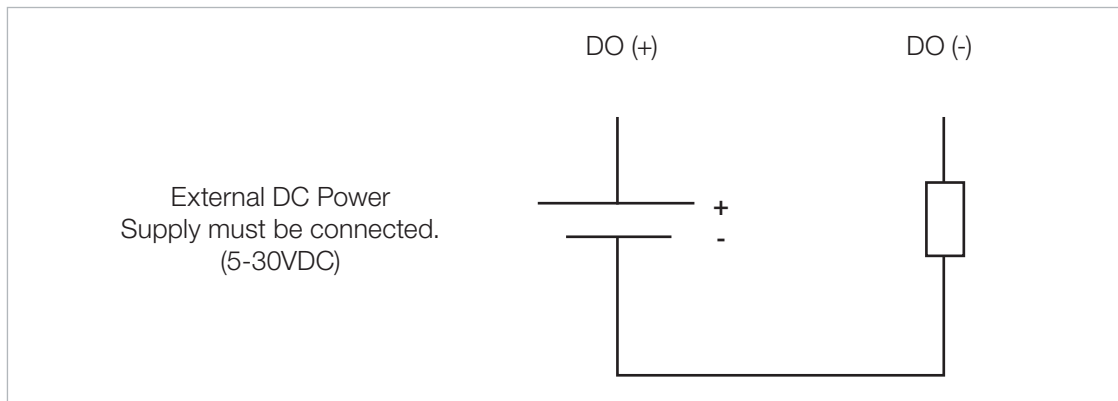 DO (+)
DO (-)
External DC Power
Supply must be connected.
(5-30VDC)
+
-